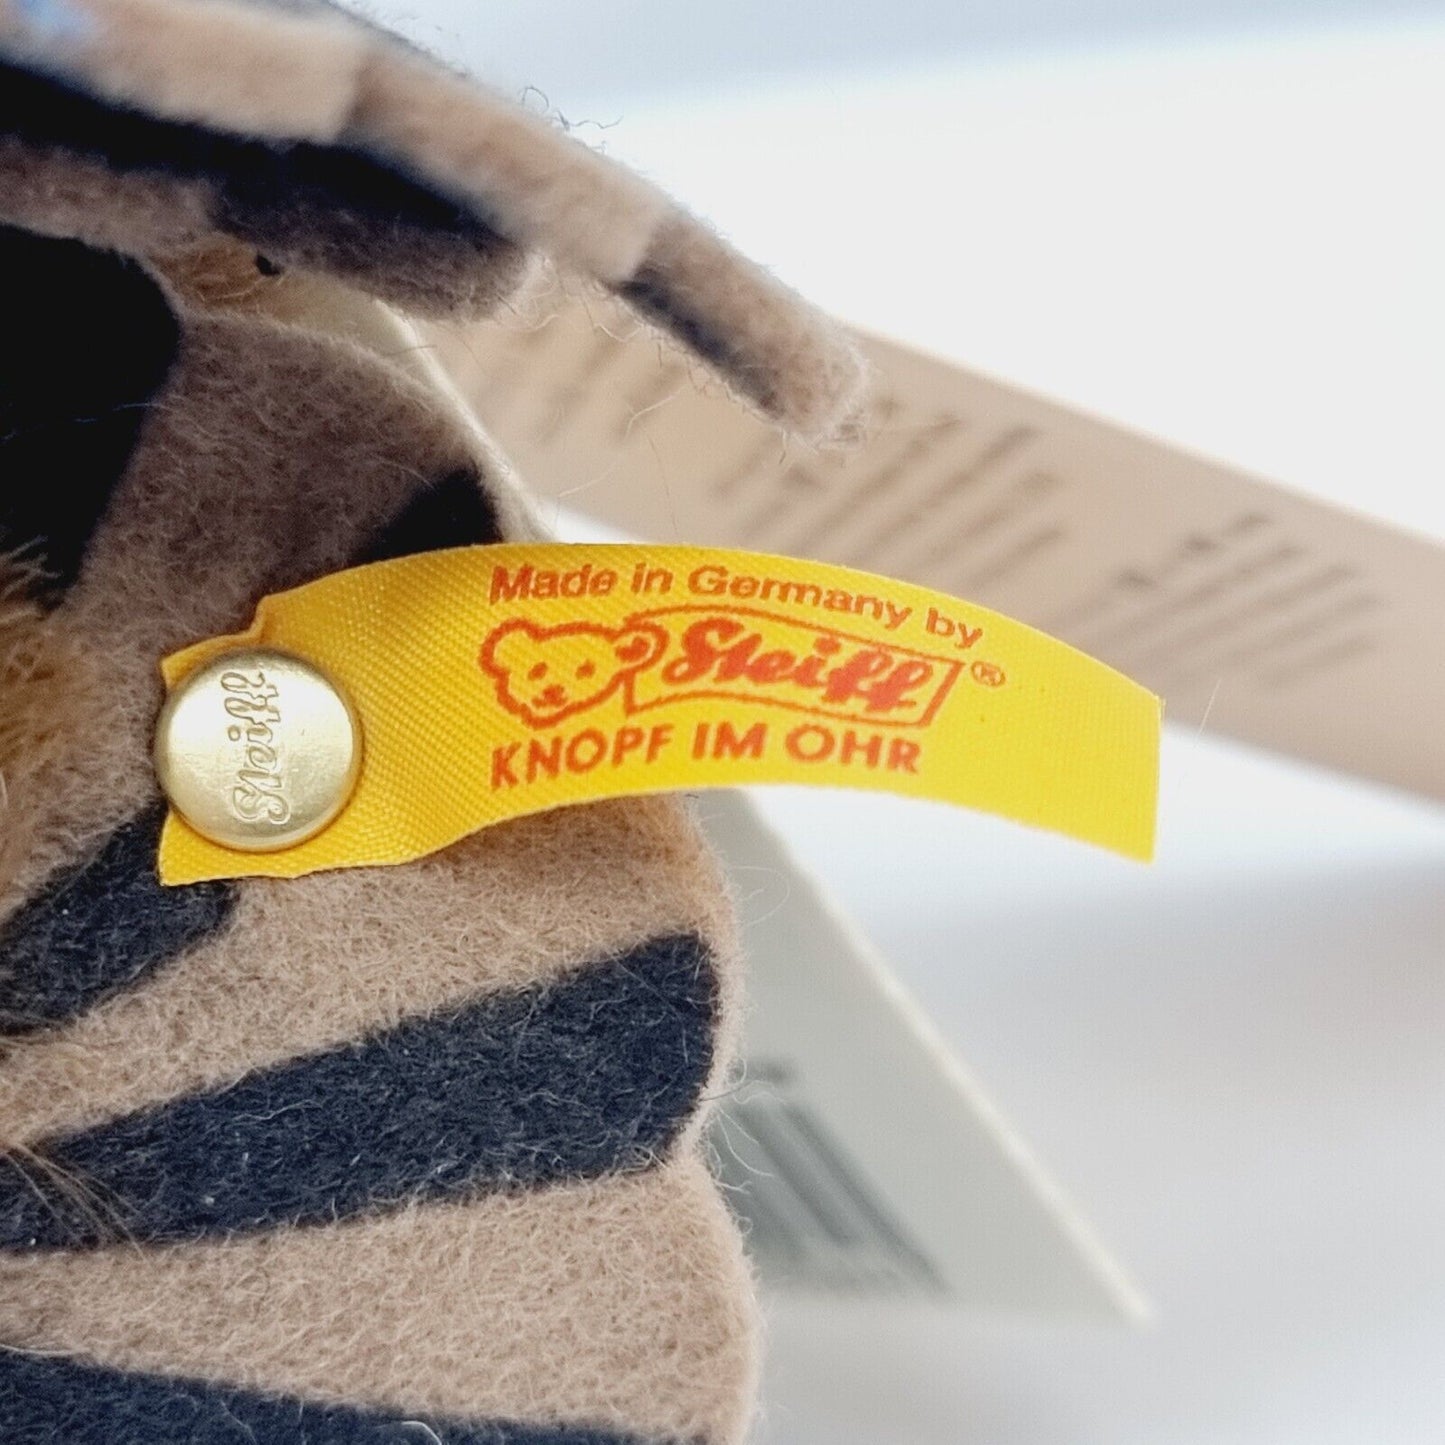 Made in Germany by
Steiff®
KNOPF IM OHR
Steiff